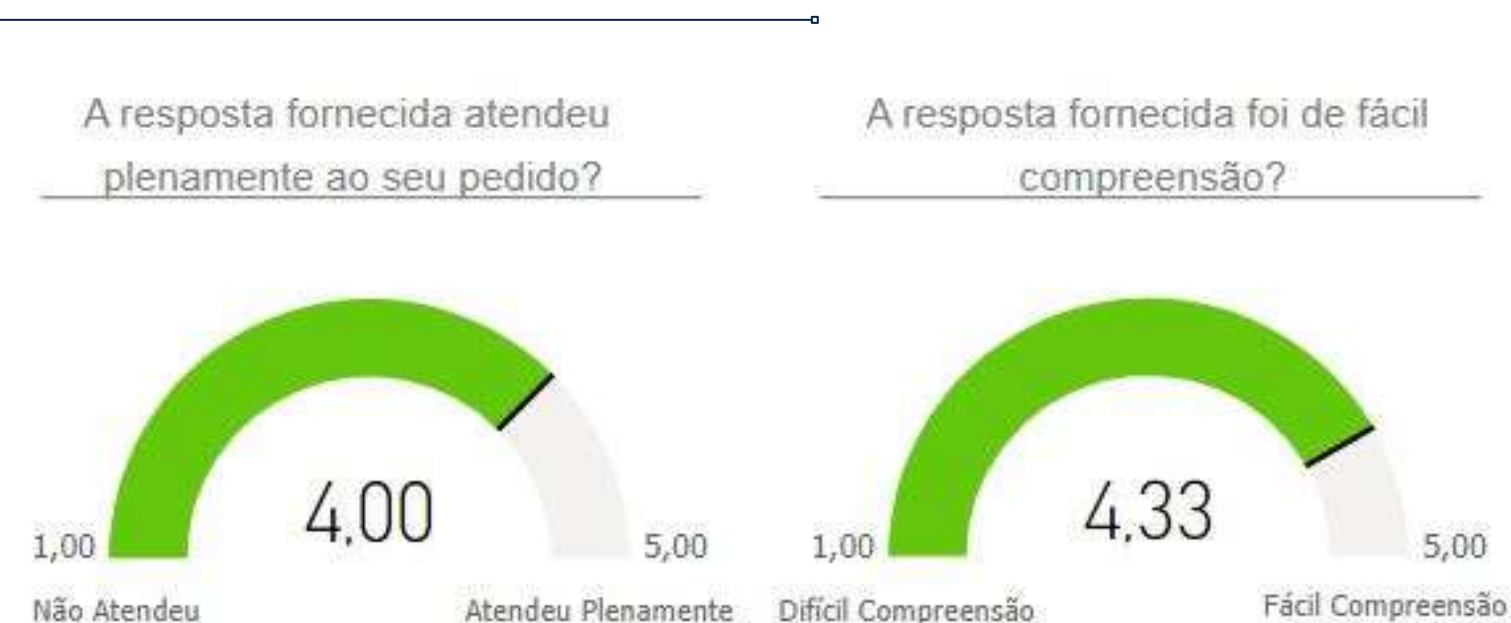 A resposta fornecida atendeu
plenamente ao seu pedido?
4,00
1,00
5,00
Não Atendeu
Atendeu Plenamente
A resposta fornecida foi de fácil
compreensão?
4,33
1,00
5,00
Difícil Compreensão
Fácil Compreensão